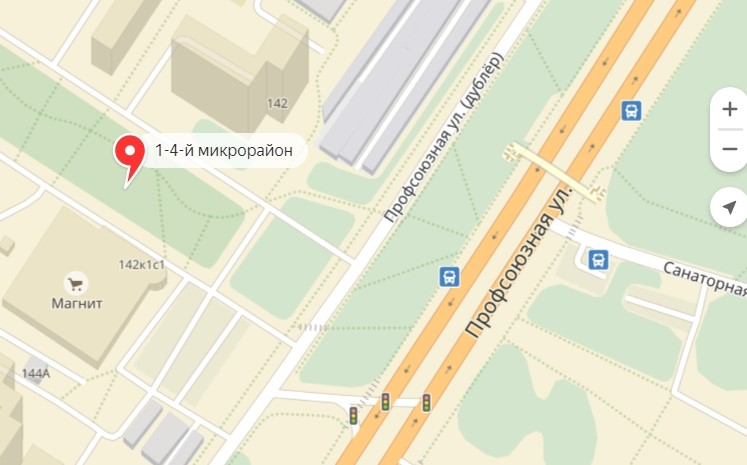 142
1-4-й микрорайон
Профсоюзная ул. (дублёр)
Профсоюзная ул.
142к1с1
Магнит
Санаторная
144А
+
−